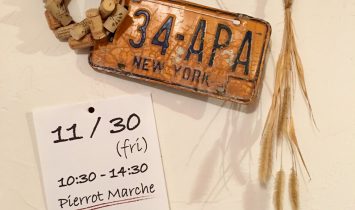 34-APA
NEW YORK
11 / 30
(fri)
10:30 - 14:30
Pierrot Marche